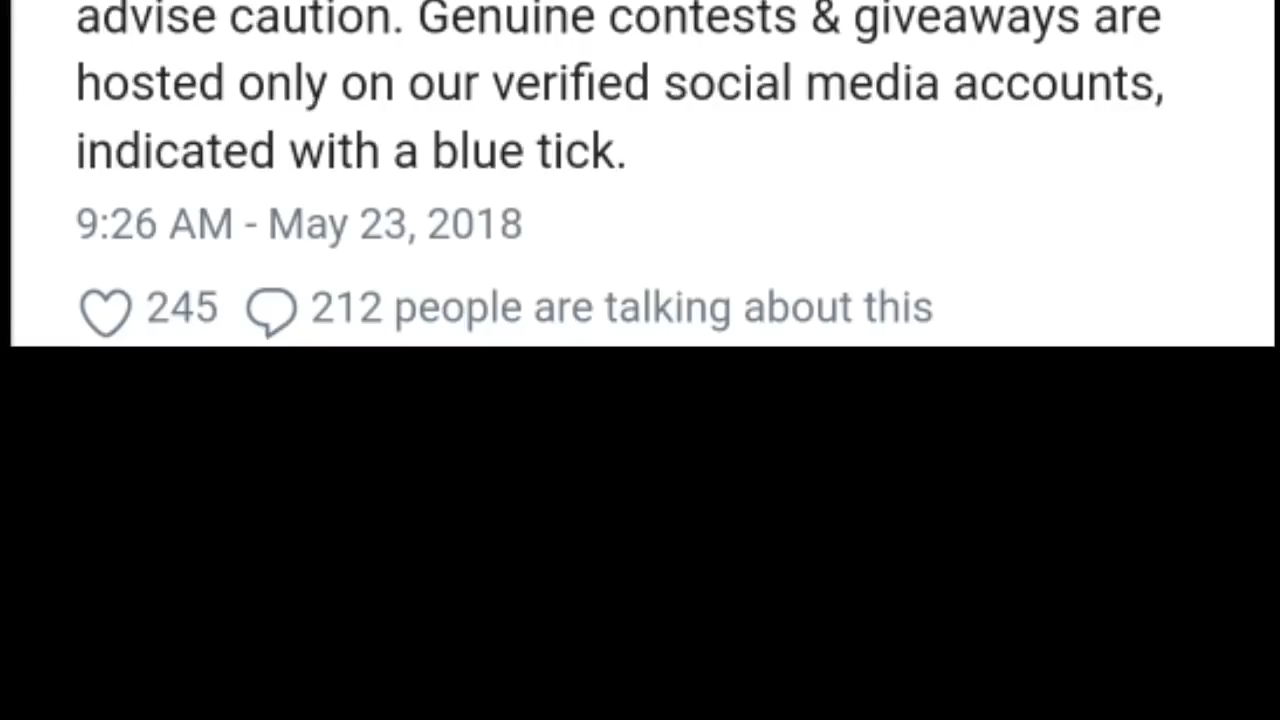 advise caution. Genuine contests & giveaways are
hosted only on our verified social media accounts,
indicated with a blue tick.
9:26 AM - May 23, 2018
245 212 people are talking about this